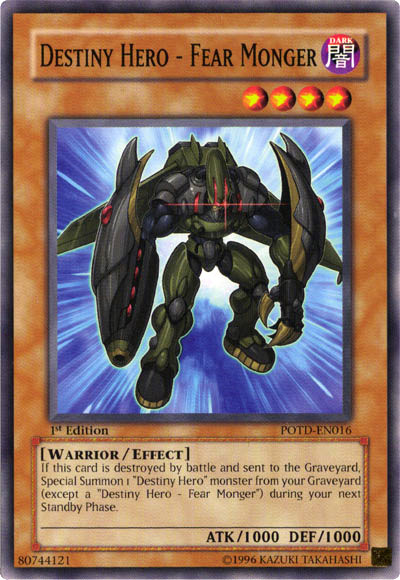 DESTINY HERO - FEAR MONGER
DARK
闇
1st Edition
POTD-EN016
[WARRIOR / EFFECT]
If this card is destroyed by battle and sent to the Graveyard,
Special Summon 1 "Destiny Hero" monster from your Graveyard
(except a "Destiny Hero - Fear Monger") during your next
Standby Phase.
ATK/1000 DEF/1000
80744121
©1996 KAZUKI TAKAHASHI